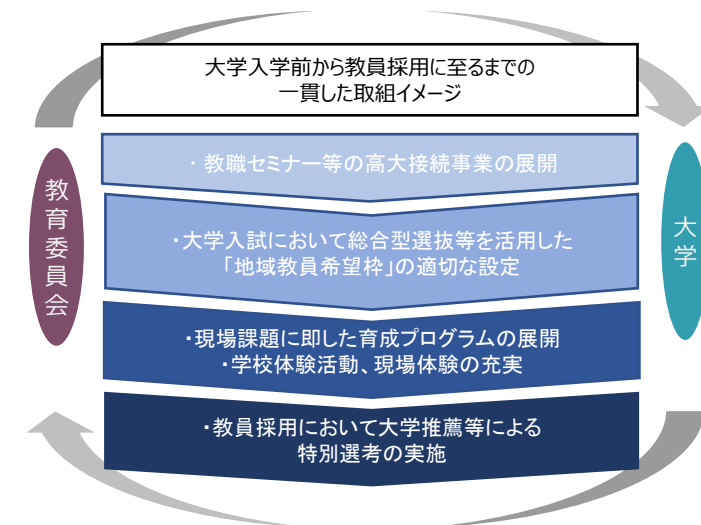 大学入学前から教員採用に至るまでの
一貫した取組イメージ
・教職セミナー等の高大接続事業の展開
教育委員会
大学
・大学入試において総合型選抜等を活用した
「地域教員希望枠」の適切な設定
・現場課題に即した育成プログラムの展開
・学校体験活動、現場体験の充実
・教員採用において大学推薦等による
特別選考の実施